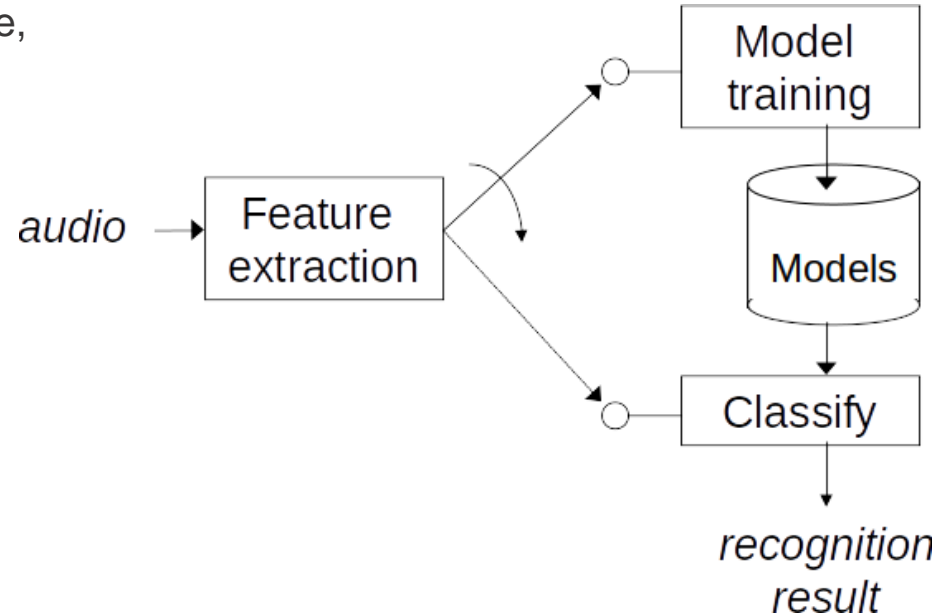 e,
Model
training
audio
Feature
extraction
Models
Classify
recognition
result